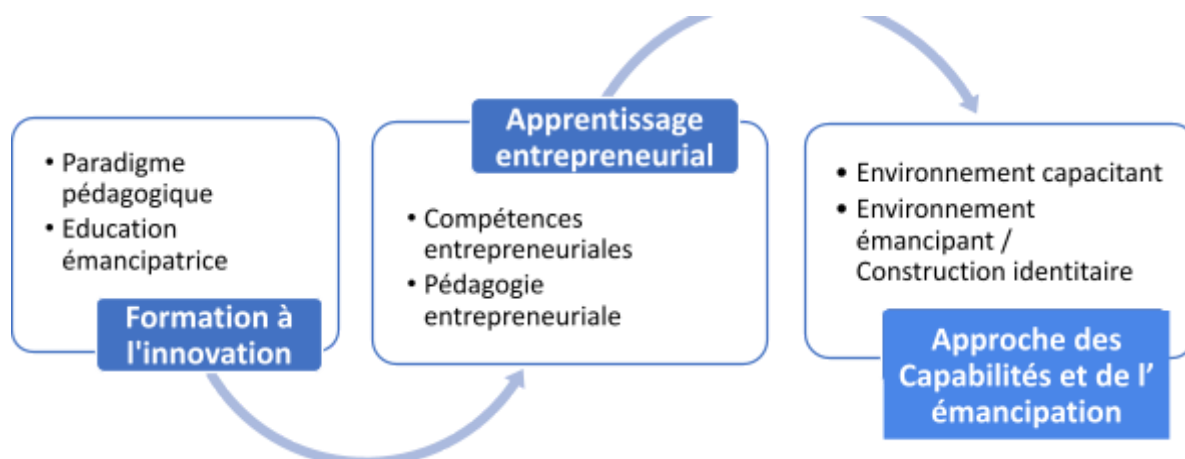 • Paradigme
pédagogique
• Education
émancipatrice
Formation à
l'innovation
Apprentissage
entrepreneurial
• Compétences
entrepreneuriales
• Pédagogie
entrepreneuriale
• Environnement capacitant
• Environnement
émancipant /
Construction identitaire
Approche des
Capabilités et de l’
émancipation